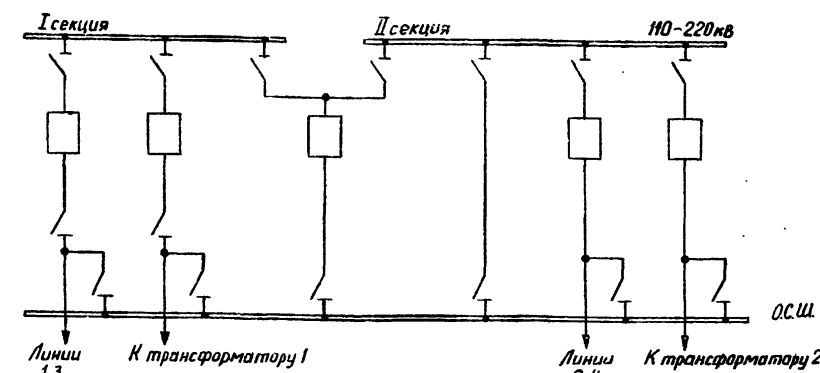 I секция
II секция
110-220кв
О.С.Ш.
Линии
1,3
К трансформатору 1
Линии
К трансформатору 2